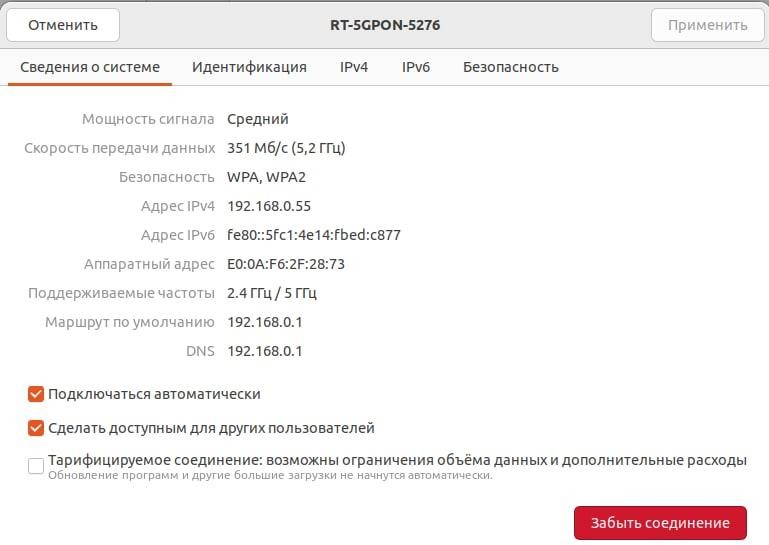 Отменить RT-5GPON-5276 Применить
Сведения о системе Идентификация IPv4 IPv6 Безопасность
Мощность сигнала Средний
Скорость передачи данных 351 Мб/с (5,2 ГГц)
Безопасность WPA, WPA2
Адрес IPv4 192.168.0.55
Адрес IPv6 fe80::5fc1:4e14:fbed:c877
Аппаратный адрес E0:0A:F6:2F:28:73
Поддерживаемые частоты 2.4 ГГц / 5 ГГц
Маршрут по умолчанию 192.168.0.1
DNS 192.168.0.1
Подключаться автоматически
Сделать доступным для других пользователей
Тарифицируемое соединение: возможны ограничения объёма данных и дополнительные расходы
Обновление программ и другие большие загрузки не начнутся автоматически.
Забыть соединение